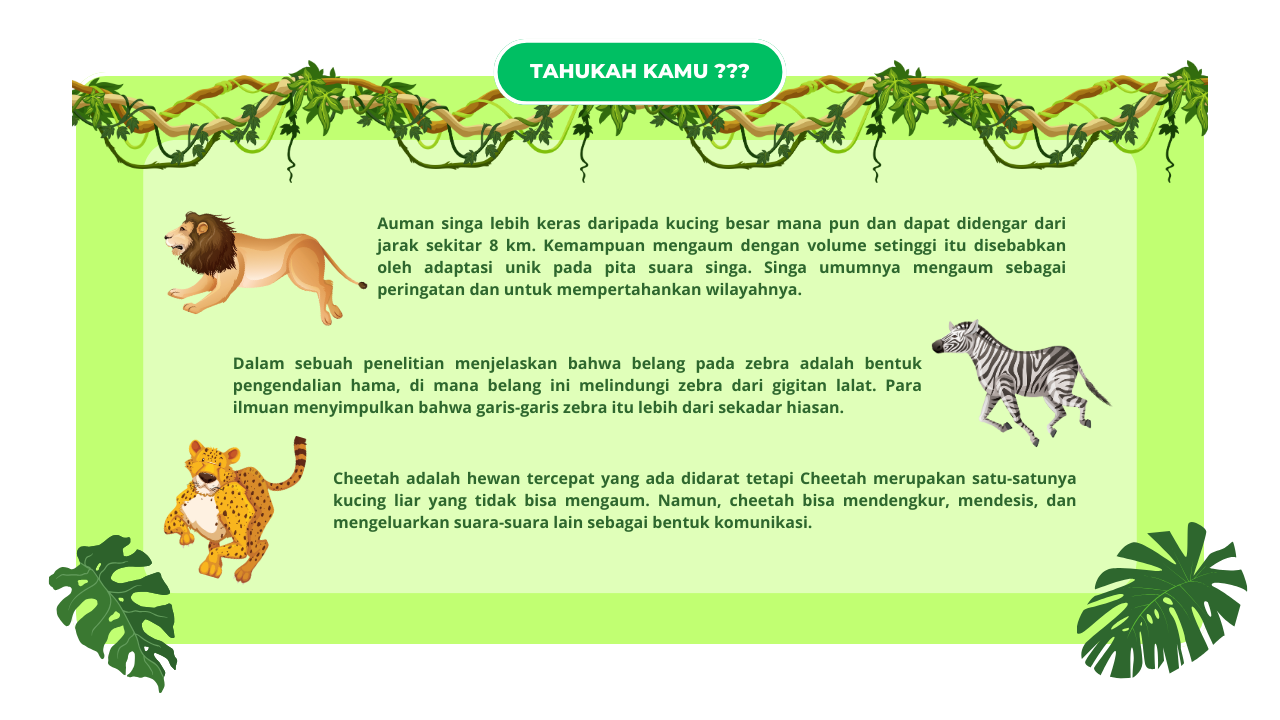 TAHUKAH KAMU ???
Auman singa lebih keras daripada kucing besar mana pun dan dapat didengar dari
jarak sekitar 8 km. Kemampuan mengaum dengan volume setinggi itu disebabkan
oleh adaptasi unik pada pita suara singa. Singa umumnya mengaum sebagai
peringatan dan untuk mempertahankan wilayahnya.
Dalam sebuah penelitian menjelaskan bahwa belang pada zebra adalah bentuk
pengendalian hama, di mana belang ini melindungi zebra dari gigitan lalat. Para
ilmuan menyimpulkan bahwa garis-garis zebra itu lebih dari sekadar hiasan.
Cheetah adalah hewan tercepat yang ada didarat tetapi Cheetah merupakan satu-satunya
kucing liar yang tidak bisa mengaum. Namun, cheetah bisa mendengkur, mendesis, dan
mengeluarkan suara-suara lain sebagai bentuk komunikasi.